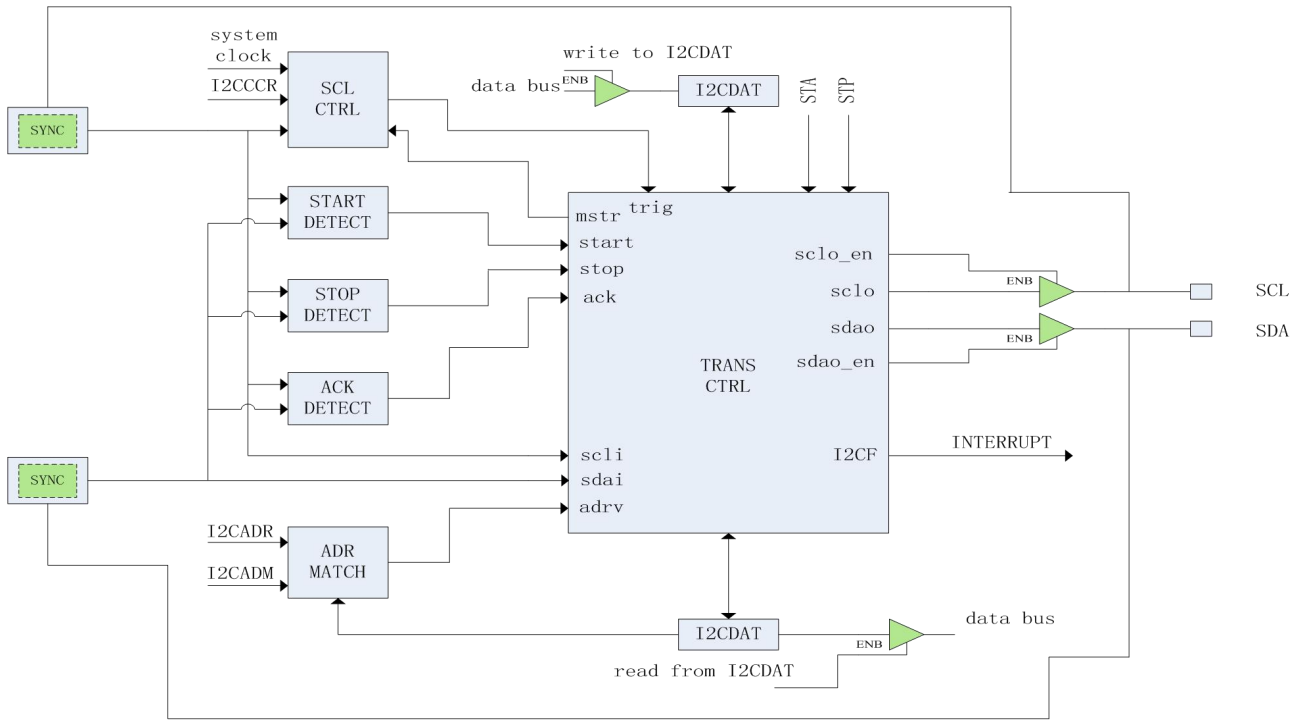 system
clock
I2CCCR
SCL
CTRL
SYNC
write to I2CDAT
ENB
data bus
I2CDAT
STA
STP
START
DETECT
mstr
trig
start
stop
ack
STOP
DETECT
ACK
DETECT
sclo_en
sclo
sdao
sdao_en
ENB
ENB
SCL
SDA
TRANS
CTRL
I2CF
INTERRUPT
scli
sdai
adrv
SYNC
I2CADR
I2CADM
ADR
MATCH
I2CDAT
ENB
data bus
read from I2CDAT